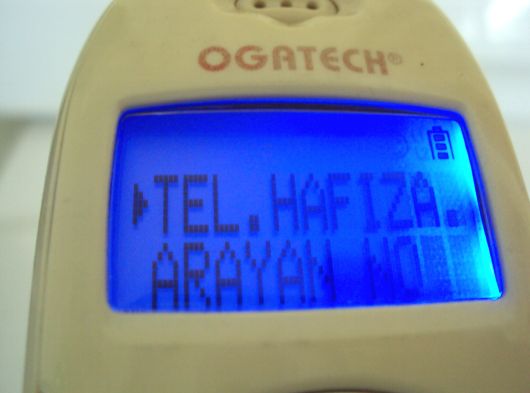 OGATECH®
TEL.HAFIZA.
ARAYAN NO